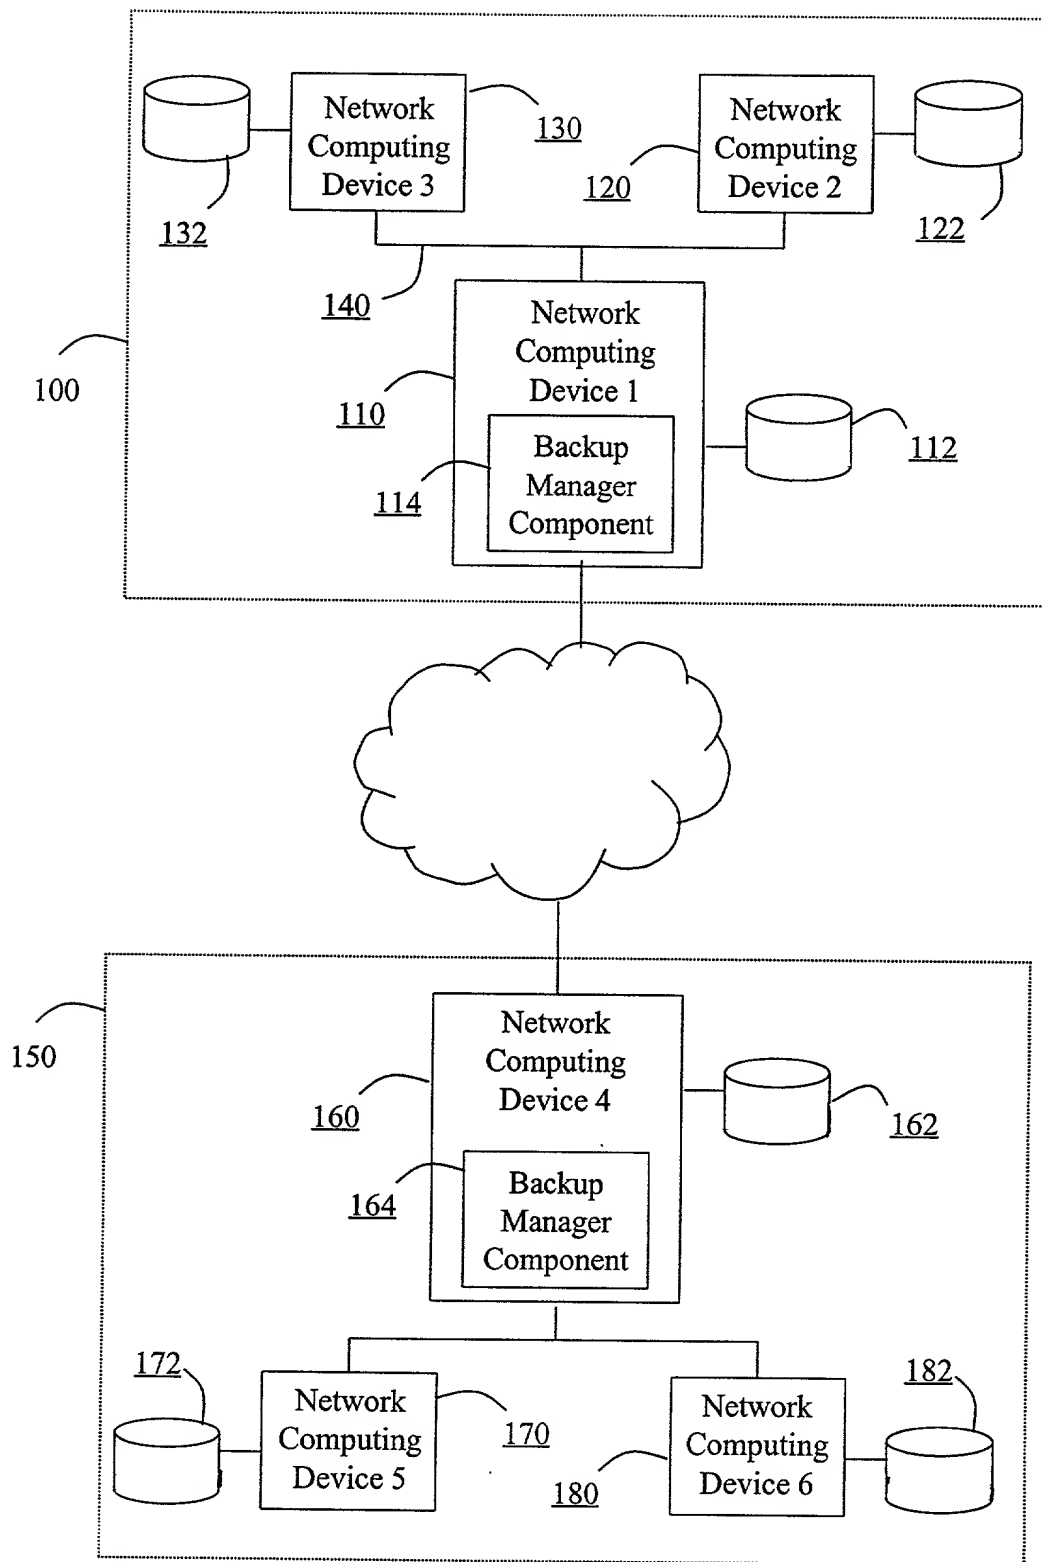 Network
Computing
Device 3
130
132
Network
Computing
Device 2
120
122
140
100
Network
Computing
Device 1
110
112
Backup
Manager
Component
114
150
Network
Computing
Device 4
160
162
Backup
Manager
Component
164
172
Network
Computing
Device 5
170
Network
Computing
Device 6
180
182